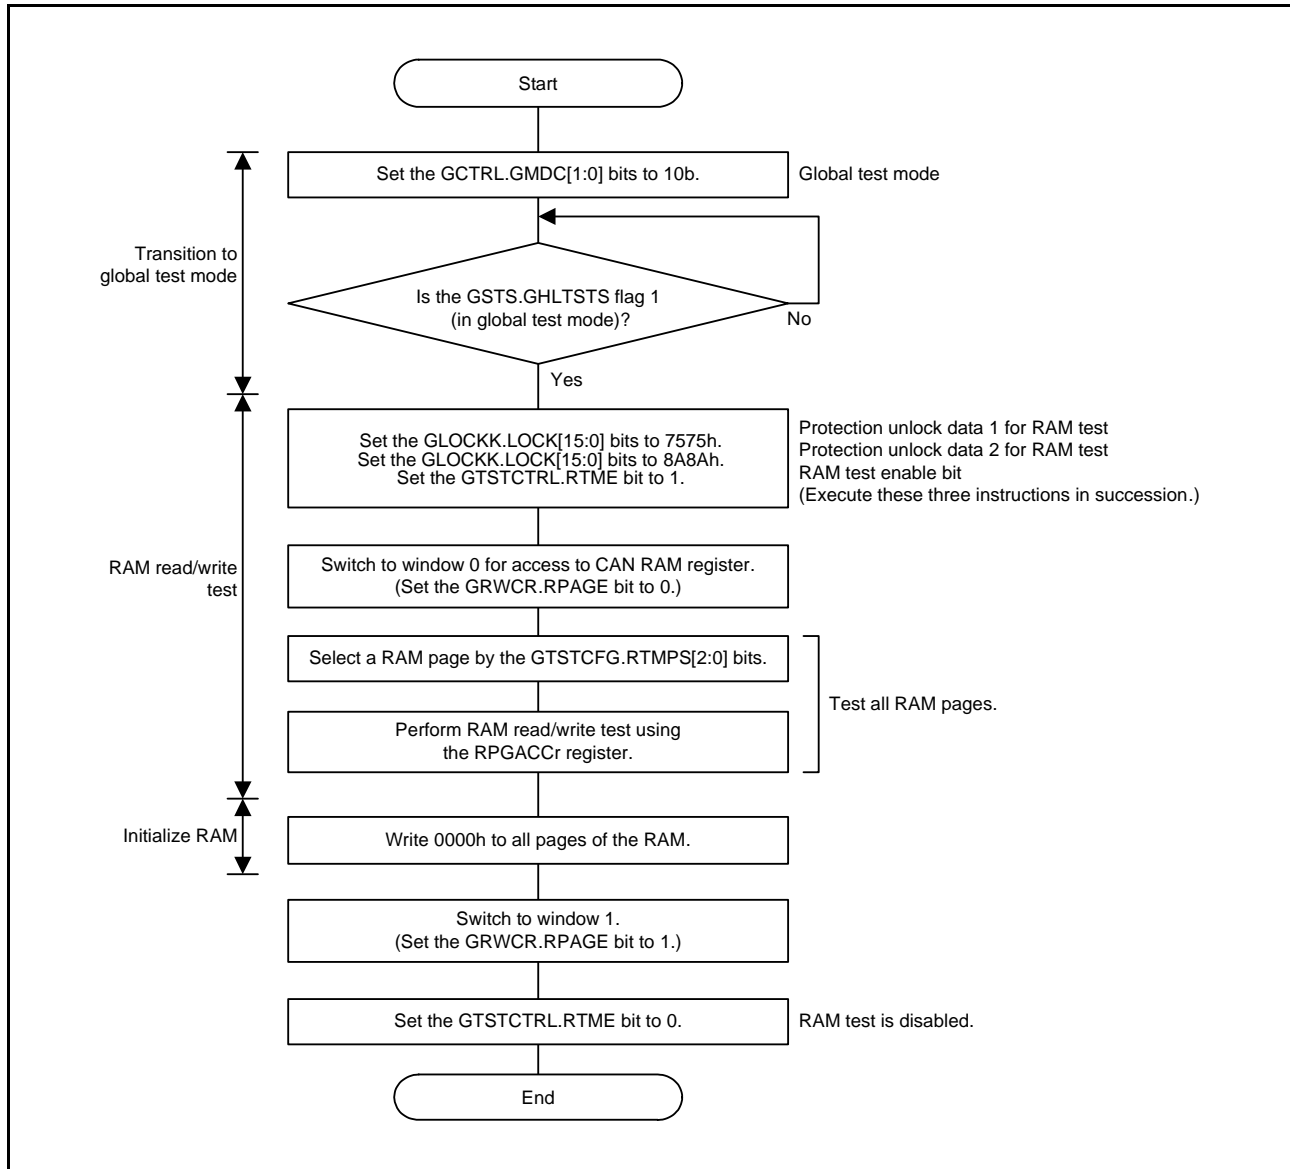 Start
Set the GCTRL.GMDC[1:0] bits to 10b.
Global test mode
Transition to
global test mode
Is the GSTS.GHLTSTS flag 1
(in global test mode)?
No
Yes
Set the GLOCKK.LOCK[15:0] bits to 7575h.
Set the GLOCKK.LOCK[15:0] bits to 8A8Ah.
Set the GTSTCTRL.RTME bit to 1.
Protection unlock data 1 for RAM test
Protection unlock data 2 for RAM test
RAM test enable bit
(Execute these three instructions in succession.)
RAM read/write
test
Switch to window 0 for access to CAN RAM register.
(Set the GRWCR.RPAGE bit to 0.)
Select a RAM page by the GTSTCFG.RTMPS[2:0] bits.
Perform RAM read/write test using
the RPGACCr register.
Test all RAM pages.
Initialize RAM
Write 0000h to all pages of the RAM.
Switch to window 1.
(Set the GRWCR.RPAGE bit to 1.)
Set the GTSTCTRL.RTME bit to 0.
RAM test is disabled.
End